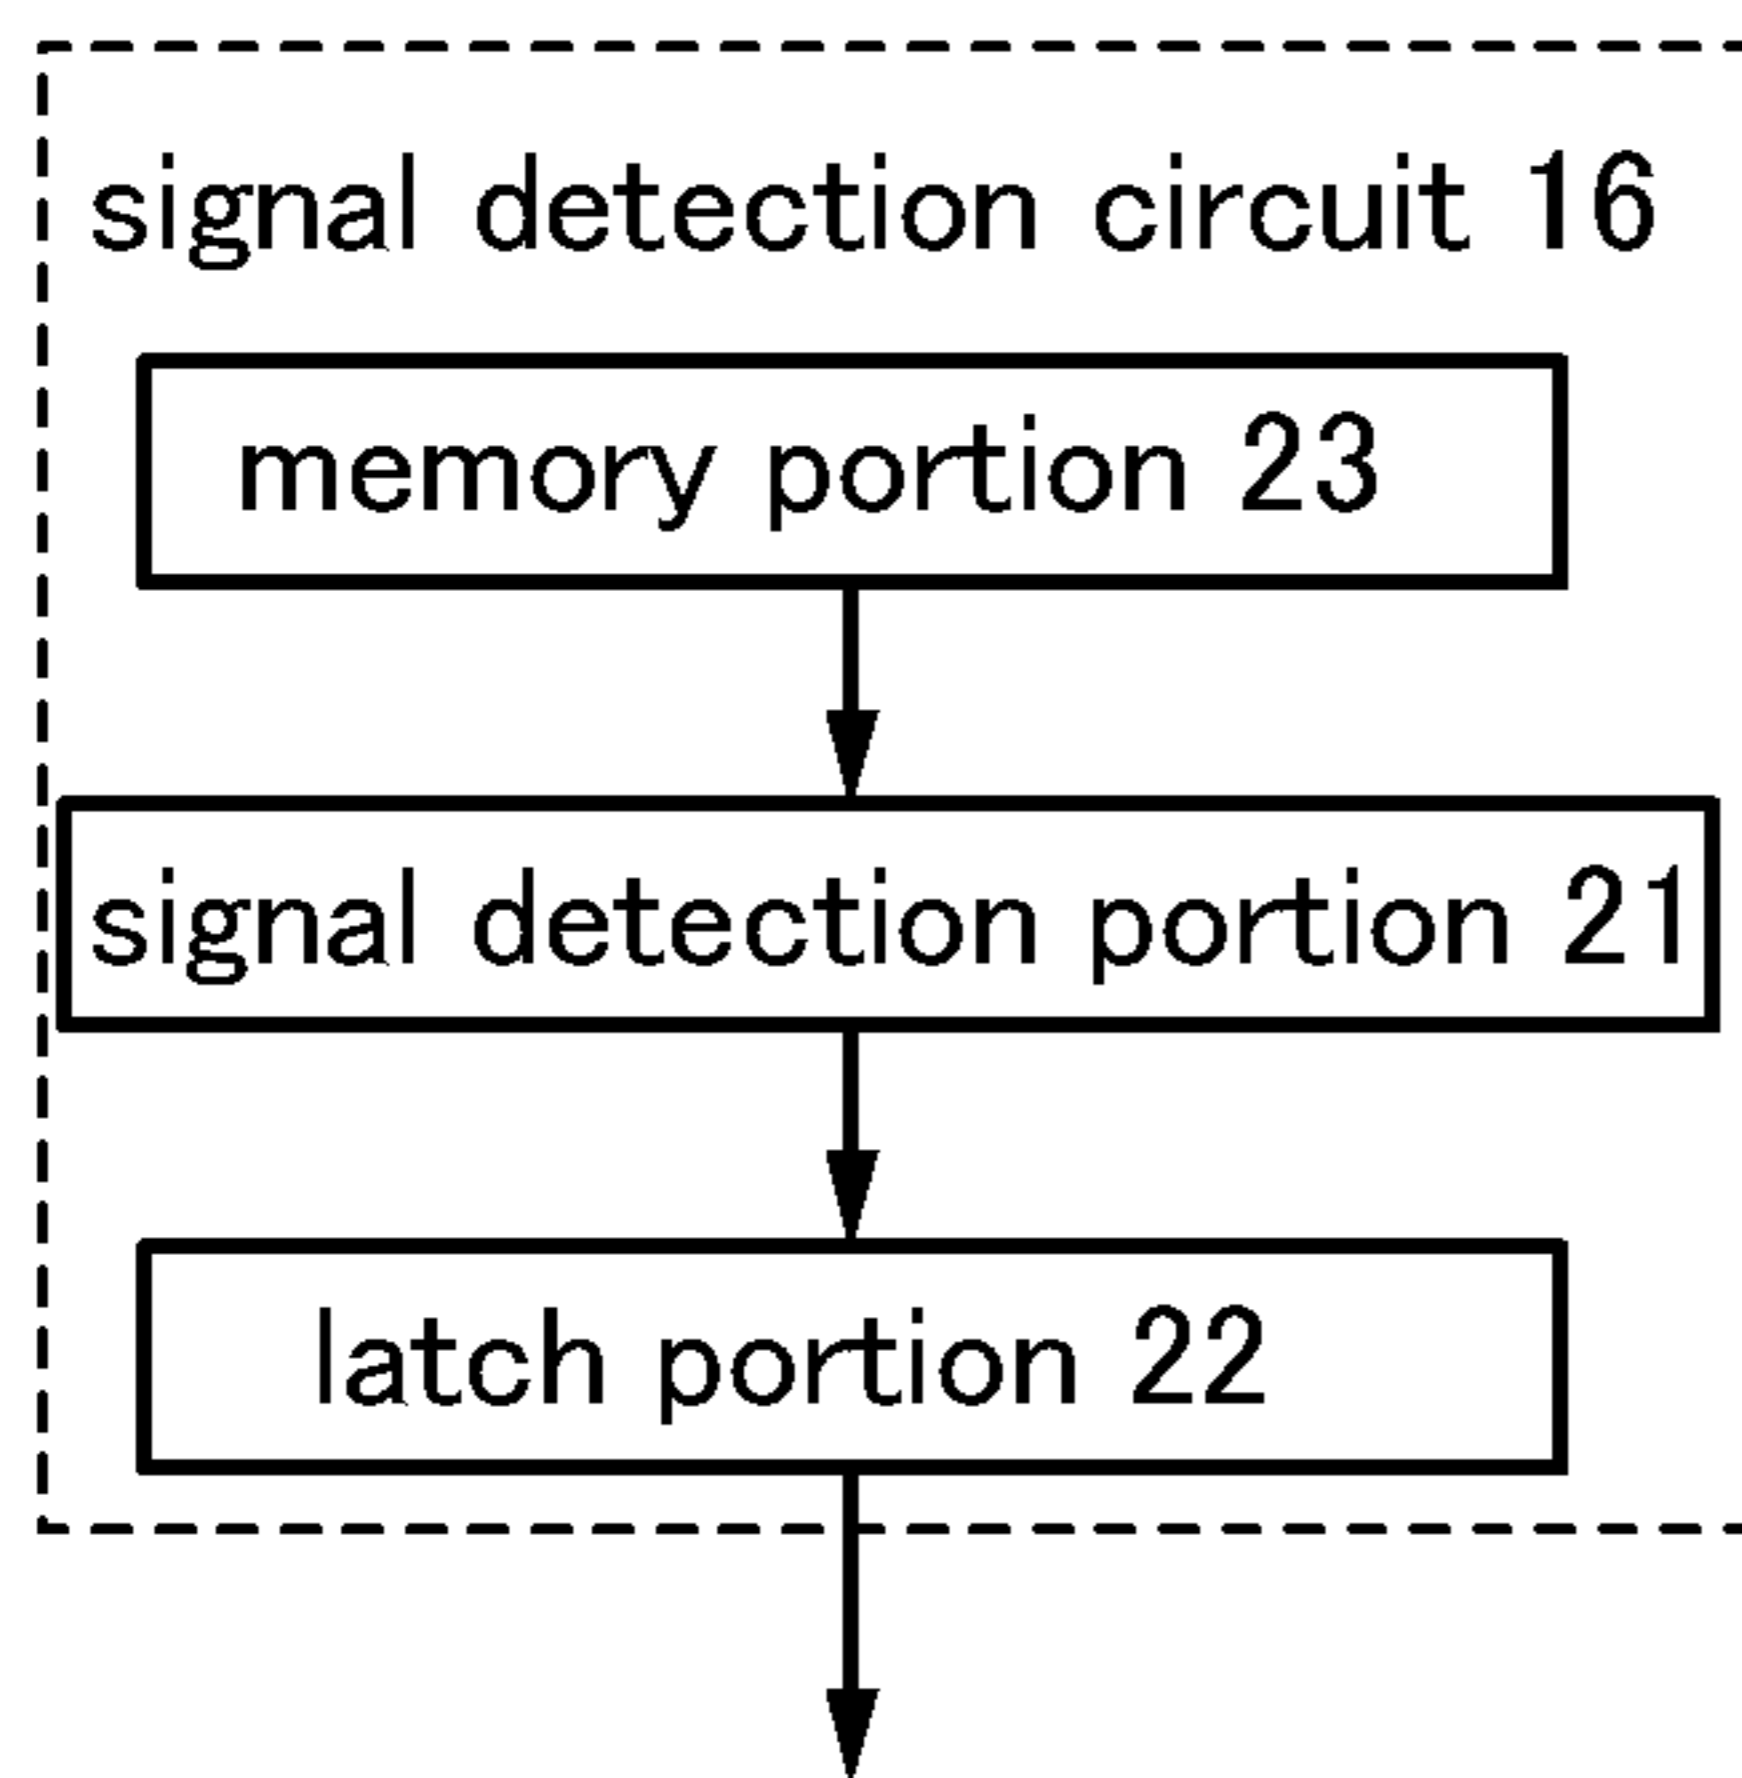 signal detection circuit 16
memory portion 23
signal detection portion 21
latch portion 22